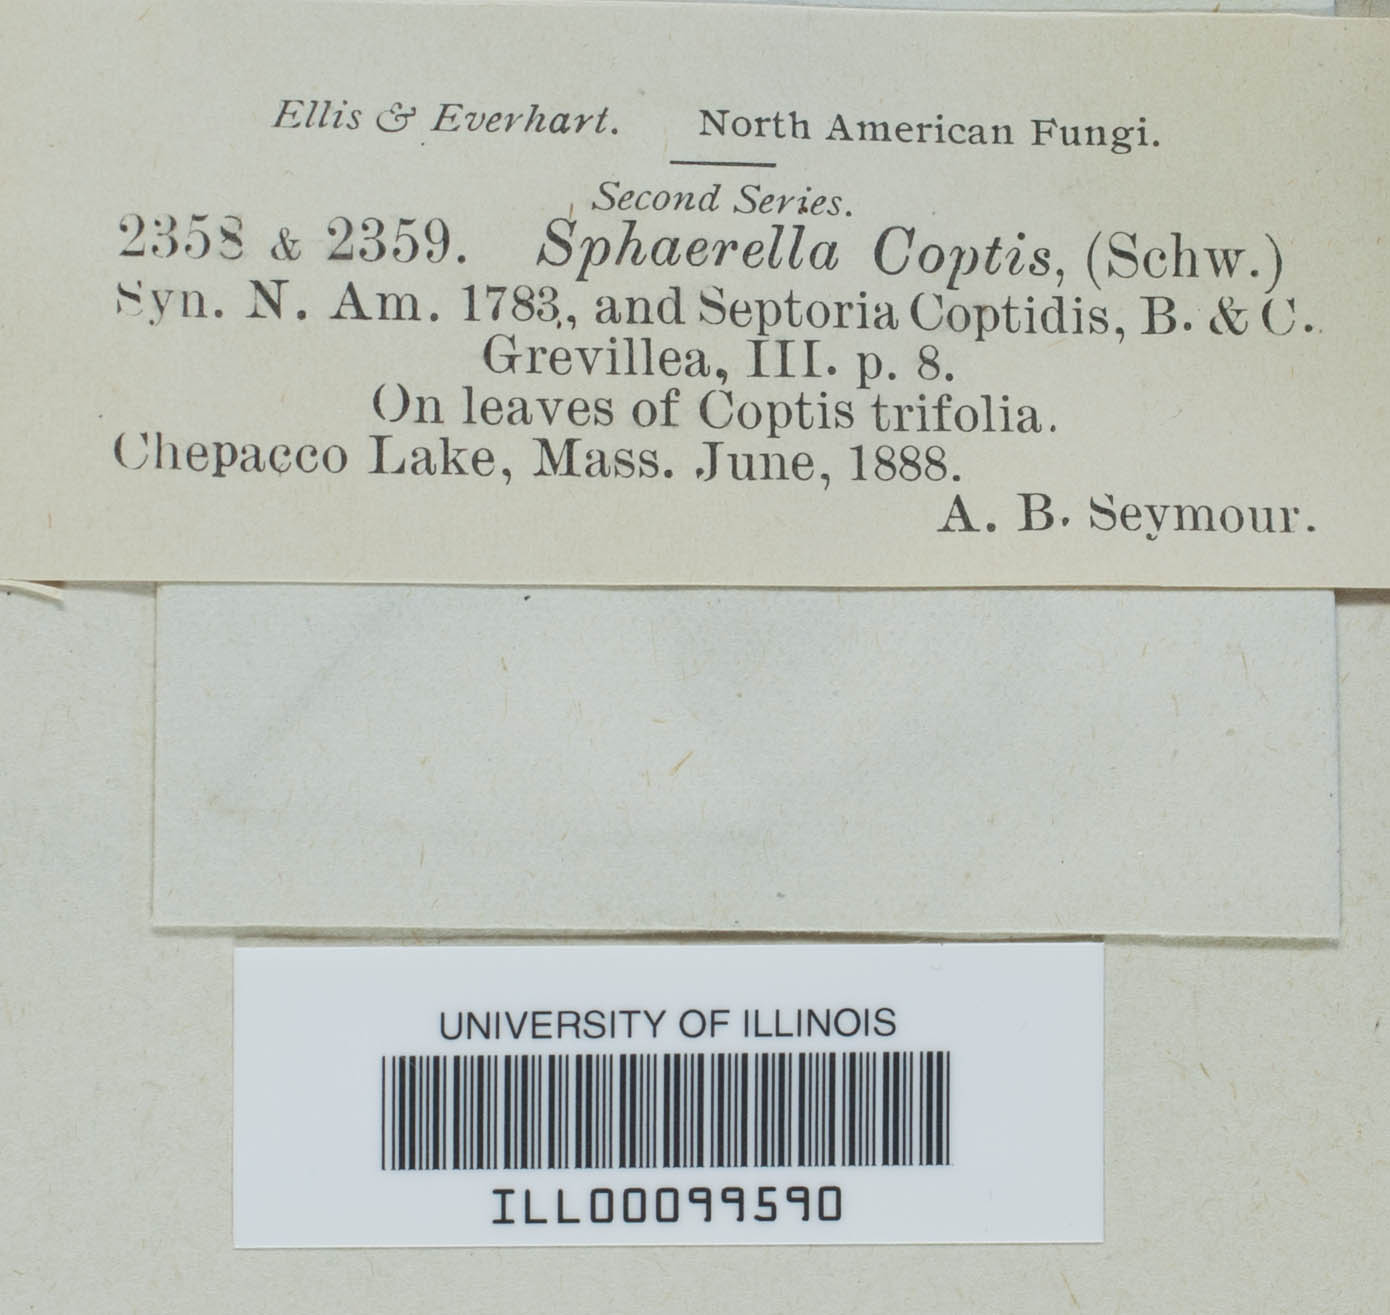 Ellis & Everhart. North American Fungi.
Second Series.
2358 & 2359. Sphaerella Coptis, (Schw.)
Syn. N. Am. 1783, and Septoria Coptidis, B. & C.
Grevillea, III. p. 8.
On leaves of Coptis trifolia.
Chepacco Lake, Mass. June, 1888.
A. B. Seymour.
UNIVERSITY OF ILLINOIS
ILL00099590